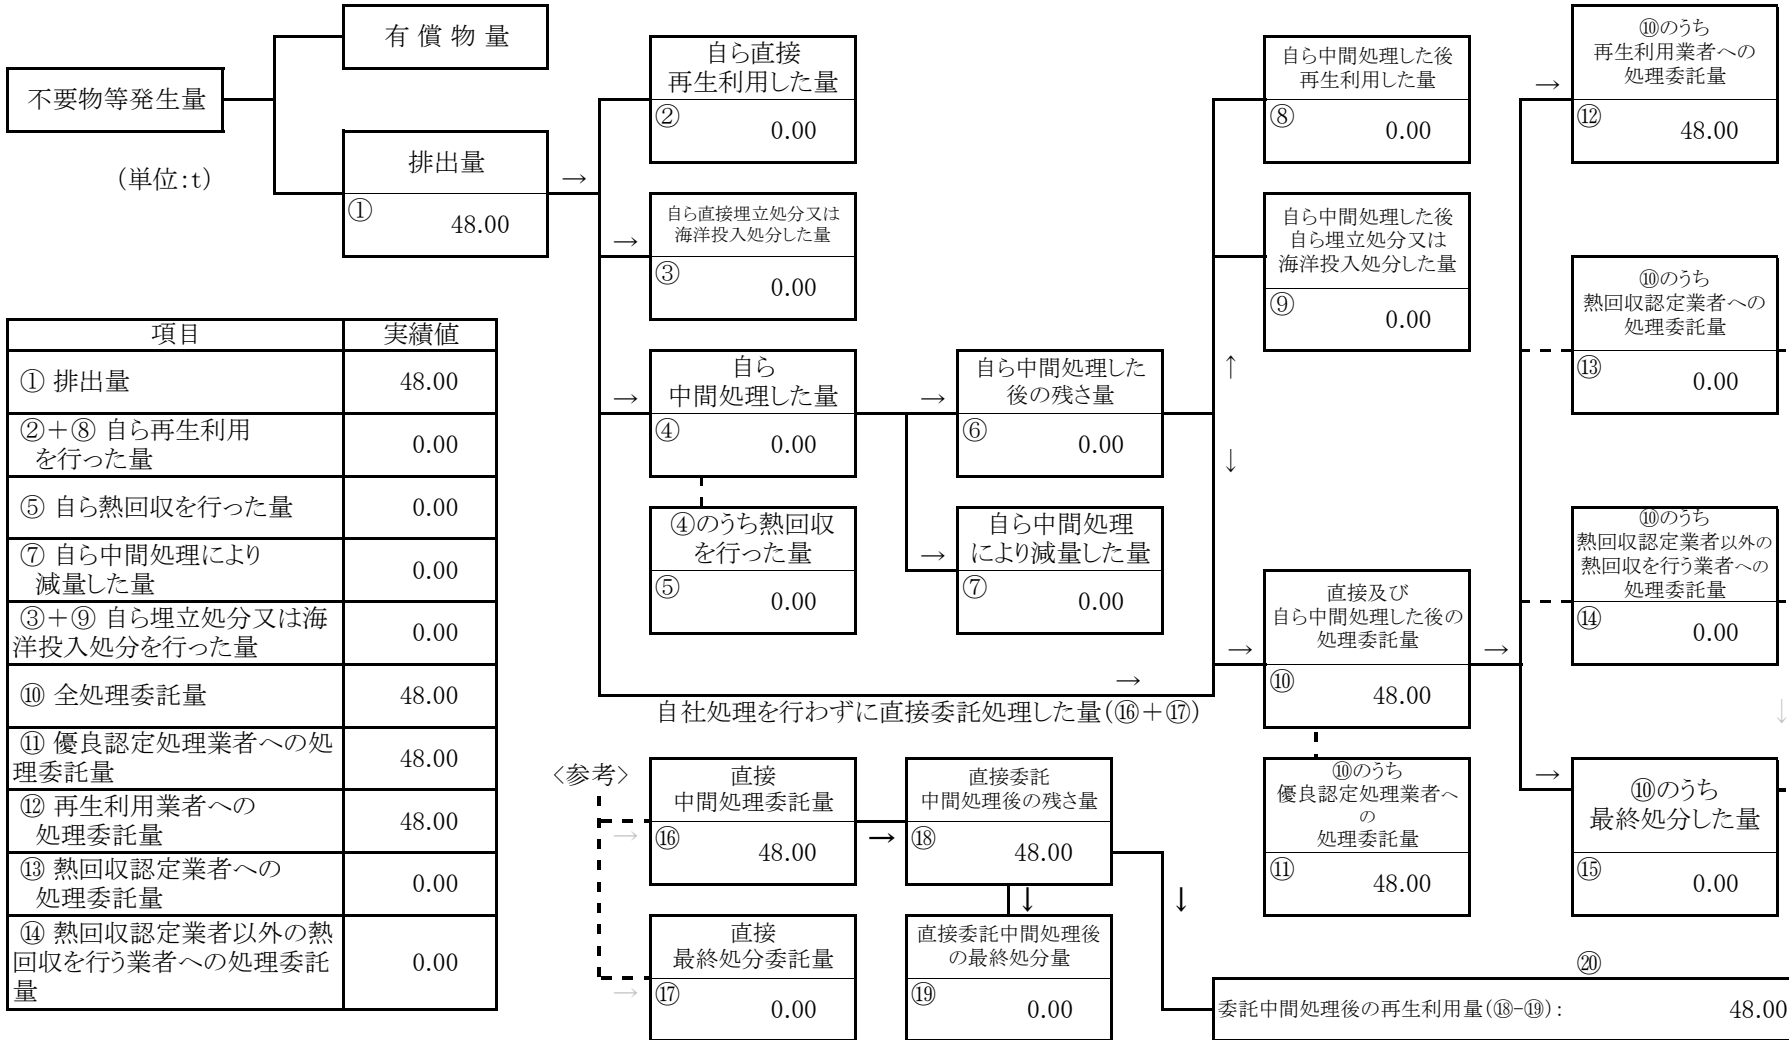 不要物等発生量
(単位:t)
有 償 物 量
排出量
→
① 48.00
自ら直接
再生利用した量
② 0.00
→
自ら直接埋立処分又は
海洋投入処分した量
③ 0.00
→
自ら
中間処理した量
④ 0.00
④のうち熱回収
を行った量
⑤ 0.00
→
自ら中間処理した
後の残さ量
⑥ 0.00
→
自ら中間処理
により減量した量
⑦ 0.00
自ら中間処理した後
再生利用した量
⑧ 0.00
自ら中間処理した後
自ら埋立処分又は
海洋投入処分した量
⑨ 0.00
↑
↓
→
自社処理を行わずに直接委託処理した量(⑯+⑰)
→
直接及び
自ら中間処理した後の
処理委託量
⑩ 48.00
→
⑩のうち
優良認定処理業者へ
の
処理委託量
⑪ 48.00
→
⑩のうち
再生利用業者への
処理委託量
⑫ 48.00
⑩のうち
熱回収認定業者への
処理委託量
⑬ 0.00
⑩のうち
熱回収認定業者以外の
熱回収を行う業者への
処理委託量
⑭ 0.00
↓
→
⑩のうち
最終処分した量
⑮ 0.00
項目 実績値
① 排出量 48.00
②+⑧ 自ら再生利用
を行った量 0.00
⑤ 自ら熱回収を行った量 0.00
⑦ 自ら中間処理により
減量した量 0.00
③+⑨ 自ら埋立処分又は海
洋投入処分を行った量 0.00
⑩ 全処理委託量 48.00
⑪ 優良認定処理業者への処
理委託量 48.00
⑫ 再生利用業者への
処理委託量 48.00
⑬ 熱回収認定業者への
処理委託量 0.00
⑭ 熱回収認定業者以外の熱
回収を行う業者への処理委託
量 0.00
<参考>
→
直接
中間処理委託量
⑯ 48.00
→
直接委託
中間処理後の残さ量
⑱ 48.00
→
直接
最終処分委託量
⑰ 0.00
↓
直接委託中間処理後
の最終処分量
⑲ 0.00
↓
⑳
委託中間処理後の再生利用量(⑱-⑲): 48.00